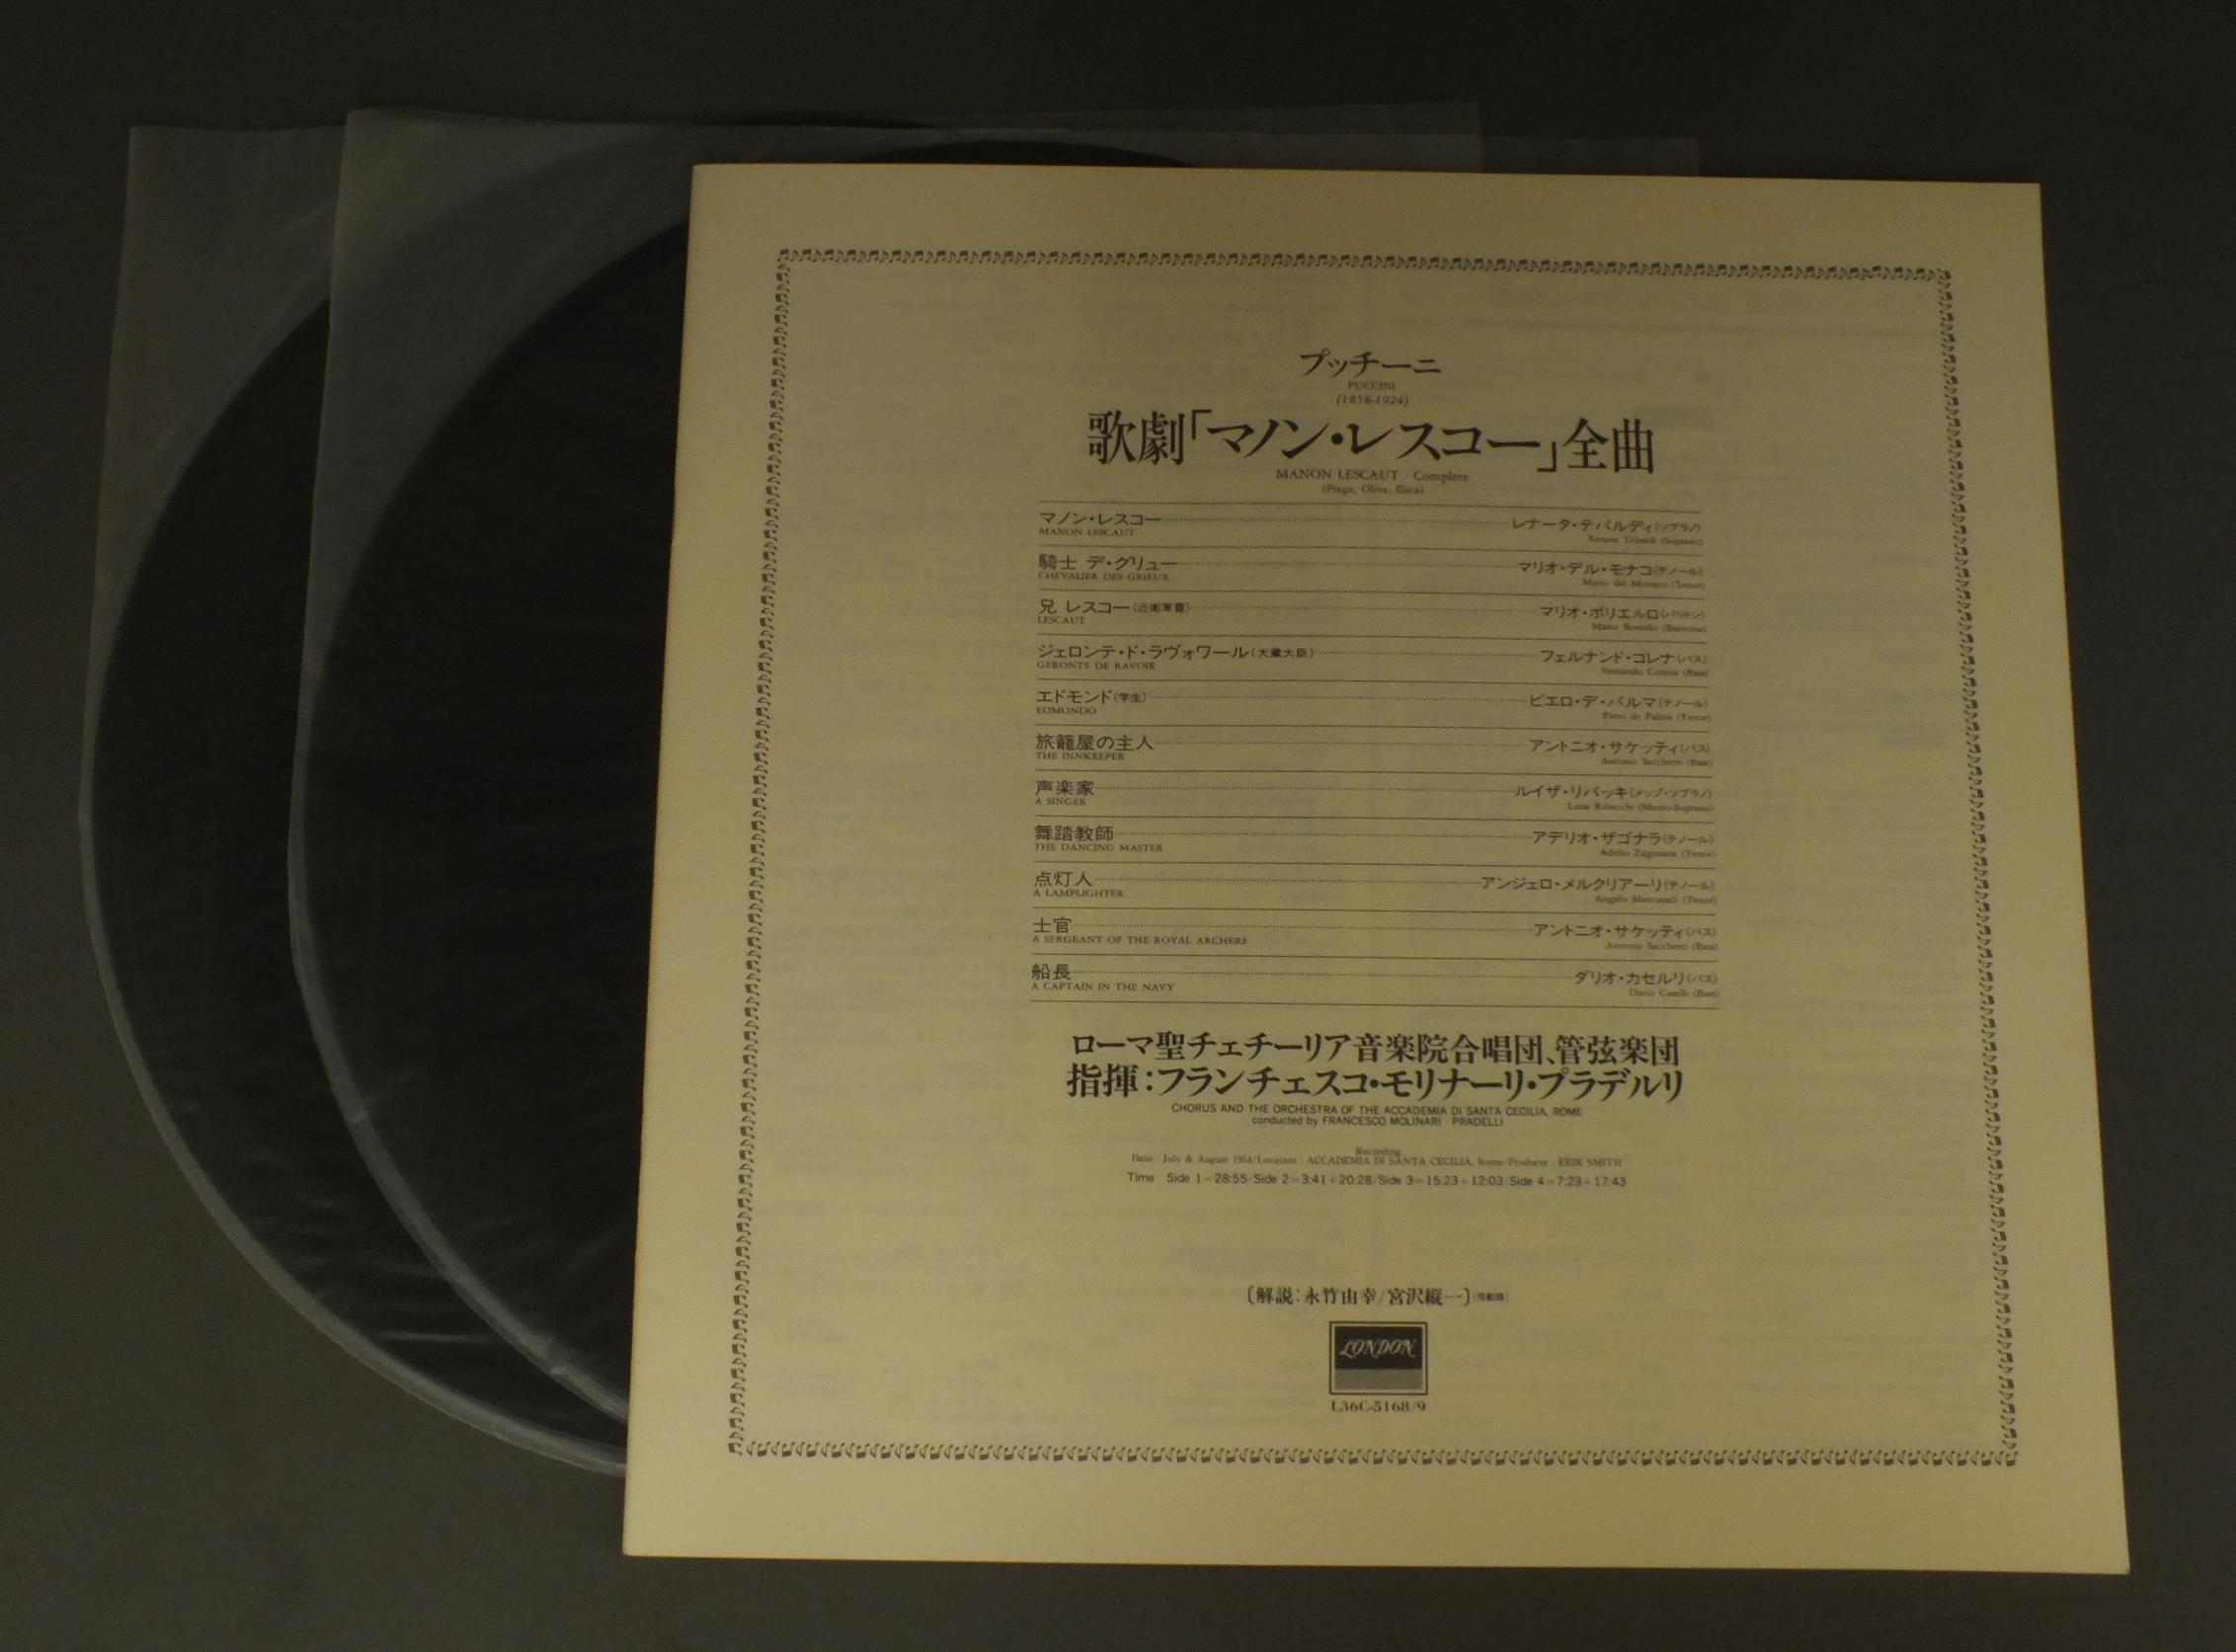 プッチーニ
PUCCINI
(1858-1924)
歌劇「マノン・レスコー」全曲
MANON LESCAUT · Complete
(Praga, Oliva, Illica)
マノン・レスコー レナータ・テバルディ(ソプラノ)
MANON LESCAUT Renata Tebaldi (Soprano)
騎士 デ・グリュー マリオ・デル・モナコ(テノール)
CHEVALIER DES GRIEUX Mario del Monaco (Tenor)
兄 レスコー(近衛軍曹) マリオ・ボリエルロ(バリトン)
LESCAUT Mario Boriello (Baritone)
ジェロンテ・ド・ラヴォワール(大蔵大臣) フェルナンド・コレナ(バス)
GERONTE DE RAVOIR Fernando Corena (Bass)
エドモンド(学生) ピエロ・デ・パルマ(テノール)
EDMONDO Piero de Palma (Tenor)
旅籠屋の主人 アントニオ・サケッティ(バス)
THE INNKEEPER Antonio Sacchetti (Bass)
声楽家 ルイザ・リバッキ(メッゾ・ソプラノ)
A SINGER Luisa Ribacchi (Mezzo-Soprano)
舞踏教師 アデリオ・ザゴナラ(テノール)
THE DANCING MASTER Adelio Zagonara (Tenor)
点灯人 アンジェロ・メルクリアーリ(テノール)
A LAMPLIGHTER Angelo Mercuriali (Tenor)
士官 アントニオ・サケッティ(バス)
A SERGEANT OF THE ROYAL ARCHERS Antonio Sacchetti (Bass)
船長 ダリオ・カセルリ(バス)
A CAPTAIN IN THE NAVY Dario Caselli (Bass)
ローマ聖チェチーリア音楽院合唱団、管弦楽団
指揮:フランチェスコ・モリナーリ・プラデルリ
CHORUS AND THE ORCHESTRA OF THE ACCADEMIA DI SANTA CECILIA, ROME
conducted by FRANCESCO MOLINARI · PRADELLI
Recording
Date : July & August 1954/Location : ACCADEMIA DI SANTA CECILIA, Rome/Producer : ERIK SMITH
Time Side 1=28:55/Side 2=3:41+20:28/Side 3=15.23+12:03/Side 4=7:23+17:43
〔解説:永竹由幸/宮沢縦一〕
LONDON
L36C-5168/9